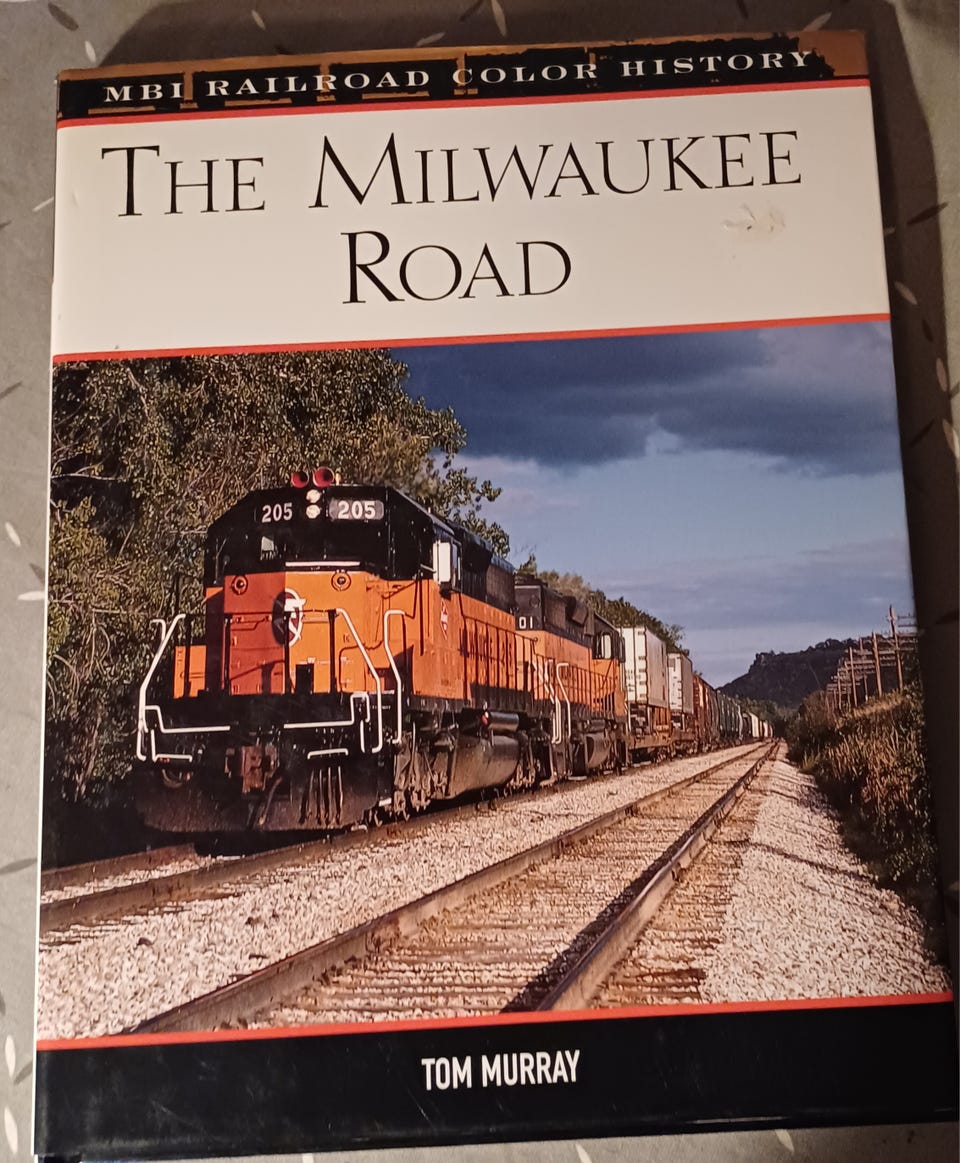 MBI RAILROAD COLOR HISTORY
THE MILWAUKEE
ROAD
205 205
TOM MURRAY